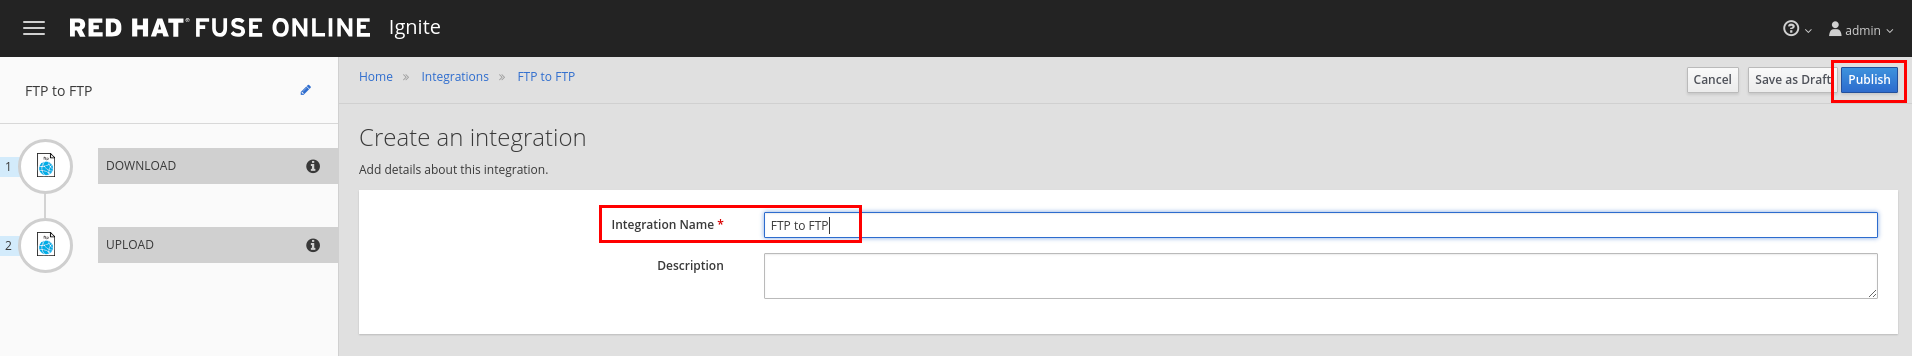 RED HAT® FUSE ONLINE Ignite
admin
FTP to FTP
Home » Integrations » FTP to FTP
Cancel
Save as Draft
Publish
1
DOWNLOAD
2
UPLOAD
Create an integration
Add details about this integration.
Integration Name *
FTP to FTP
Description